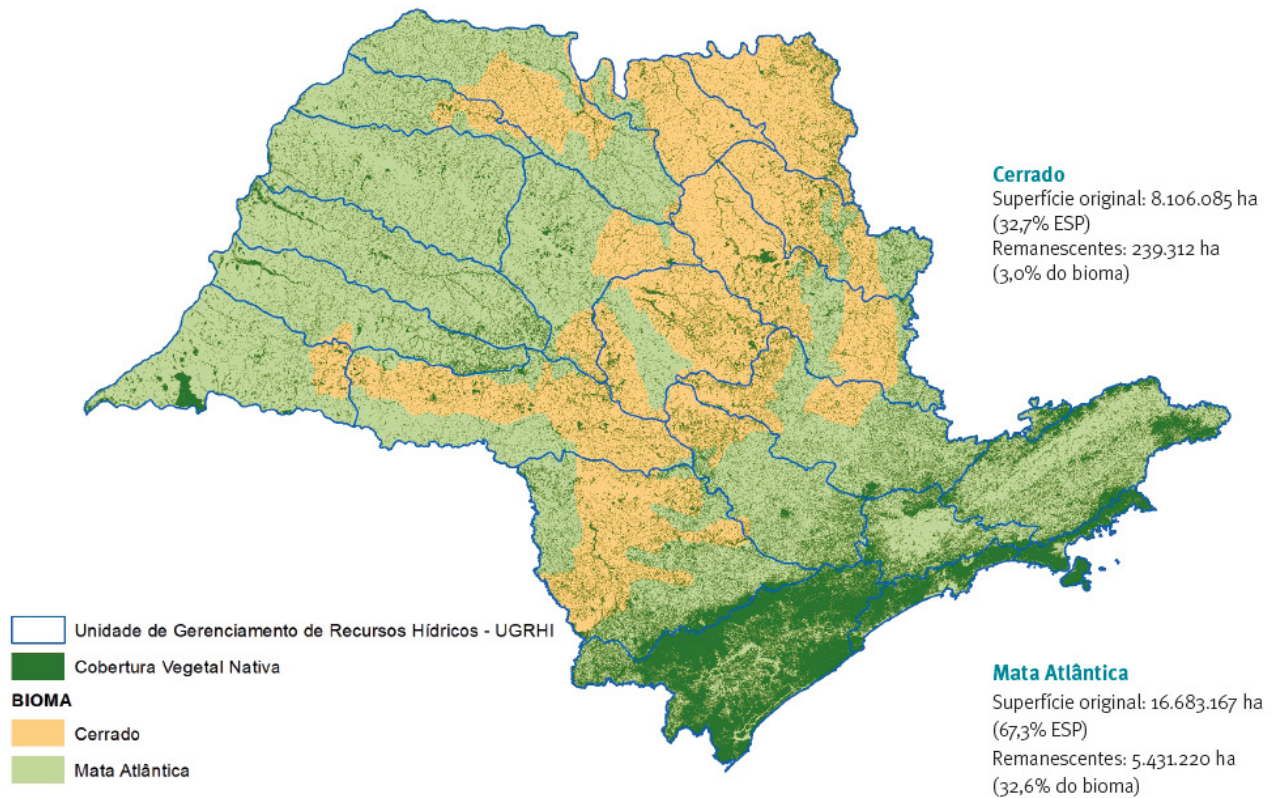 Cerrado
Superfície original: 8.106.085 ha
(32,7% ESP)
Remanescentes: 239.312 ha
(3,0% do bioma)
Unidade de Gerenciamento de Recursos Hídricos - UGRHI
Cobertura Vegetal Nativa
BIOMA
Cerrado
Mata Atlântica
Mata Atlântica
Superfície original: 16.683.167 ha
(67,3% ESP)
Remanescentes: 5.431.220 ha
(32,6% do bioma)